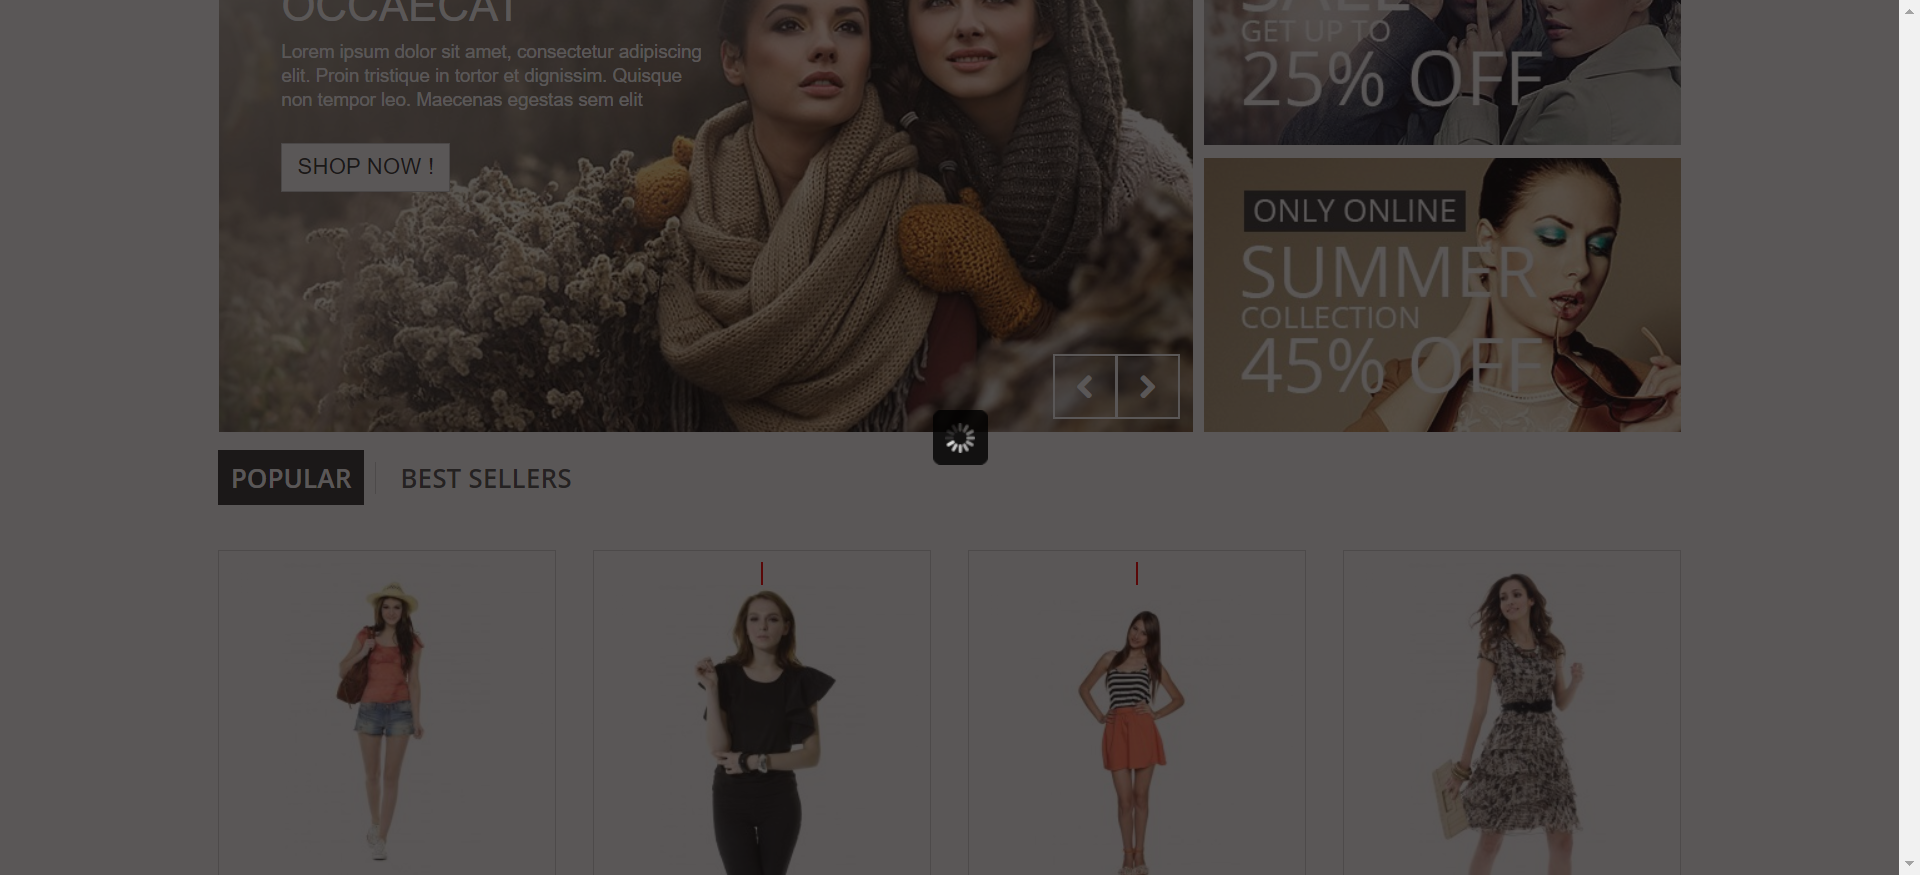 OCCAECAT
Lorem ipsum dolor sit amet, consectetur adipiscing
elit. Proin tristique in tortor et dignissim. Quisque
non tempor leo. Maecenas egestas sem elit
SHOP NOW !
SALE
GET UP TO
25% OFF
ONLY ONLINE
SUMMER
COLLECTION
45% OFF
POPULAR
BEST SELLERS